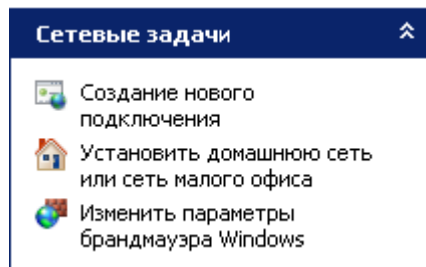 Сетевые задачи
Создание нового
подключения
Установить домашнюю сеть
или сеть малого офиса
Изменить параметры
брандмауэра Windows